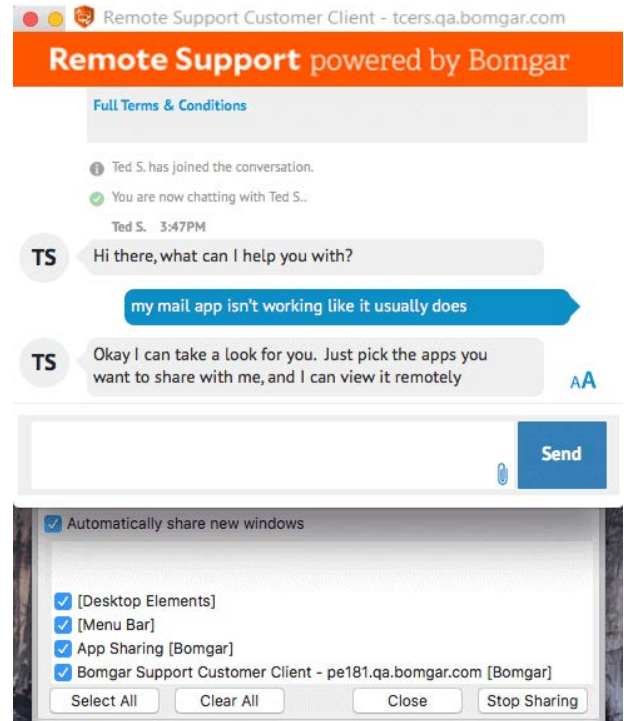 Remote Support Customer Client - tcers.qa.bomgar.com
Remote Support powered by Bomgar
Full Terms & Conditions
Ted S. has joined the conversation.
You are now chatting with Ted S..
Ted S. 3:47PM
TS
Hi there, what can I help you with?
my mail app isn't working like it usually does
TS
Okay I can take a look for you. Just pick the apps you
want to share with me, and I can view it remotely
AA
Send
Automatically share new windows
[Desktop Elements]
[Menu Bar]
App Sharing [Bomgar]
Bomgar Support Customer Client - pe181.qa.bomgar.com [Bomgar]
Select All Clear All Close Stop Sharing